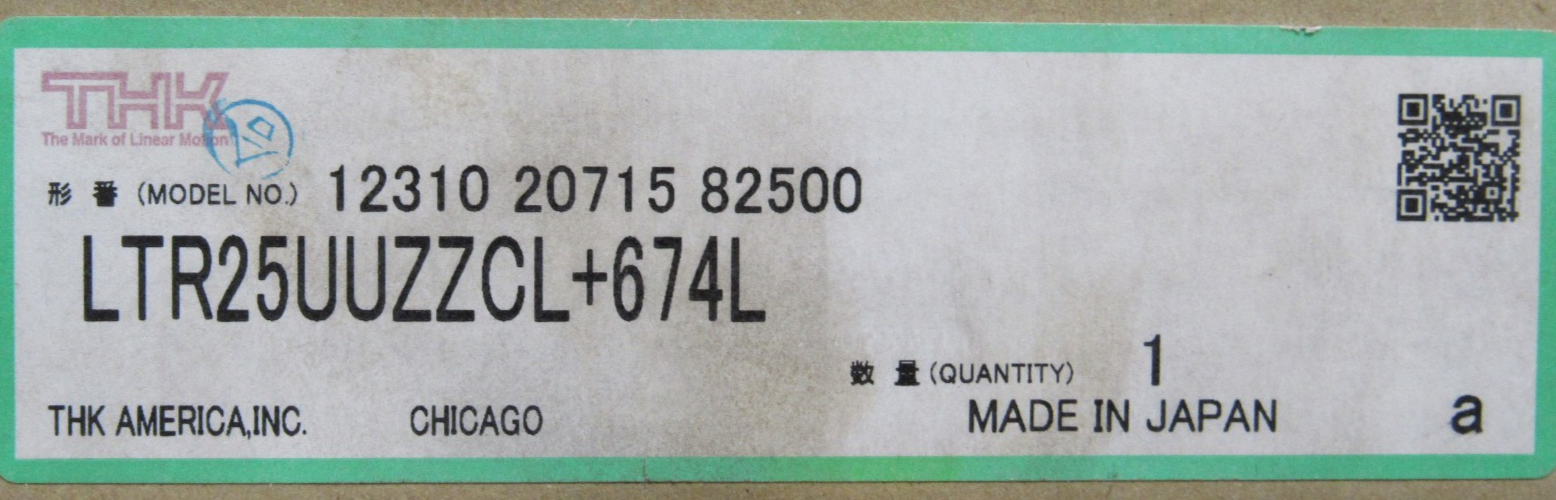 THK
The Mark of Linear Motion
形 番 (MODEL NO.) 12310 20715 82500
LTR25UUZZCL+674L
数 量 (QUANTITY) 1
THK AMERICA,INC. CHICAGO MADE IN JAPAN a